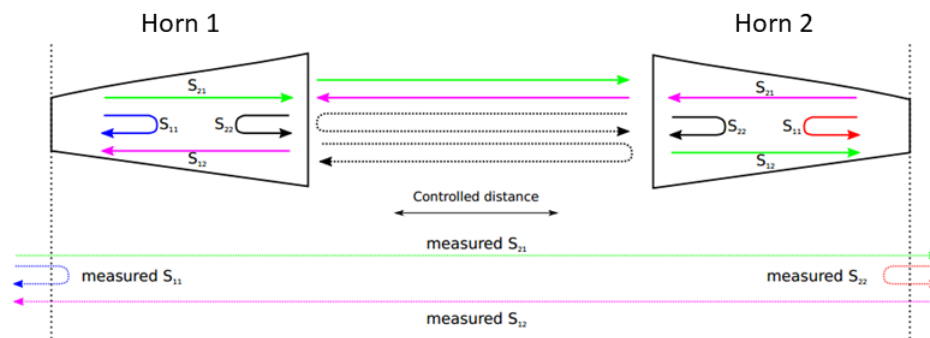 Horn 1
Horn 2
S₂₁
S₂₁
S₁₁
S₂₂
S₂₂
S₁₁
S₁₂
S₁₂
Controlled distance
measured S₂₁
measured S₁₁
measured S₂₂
measured S₁₂